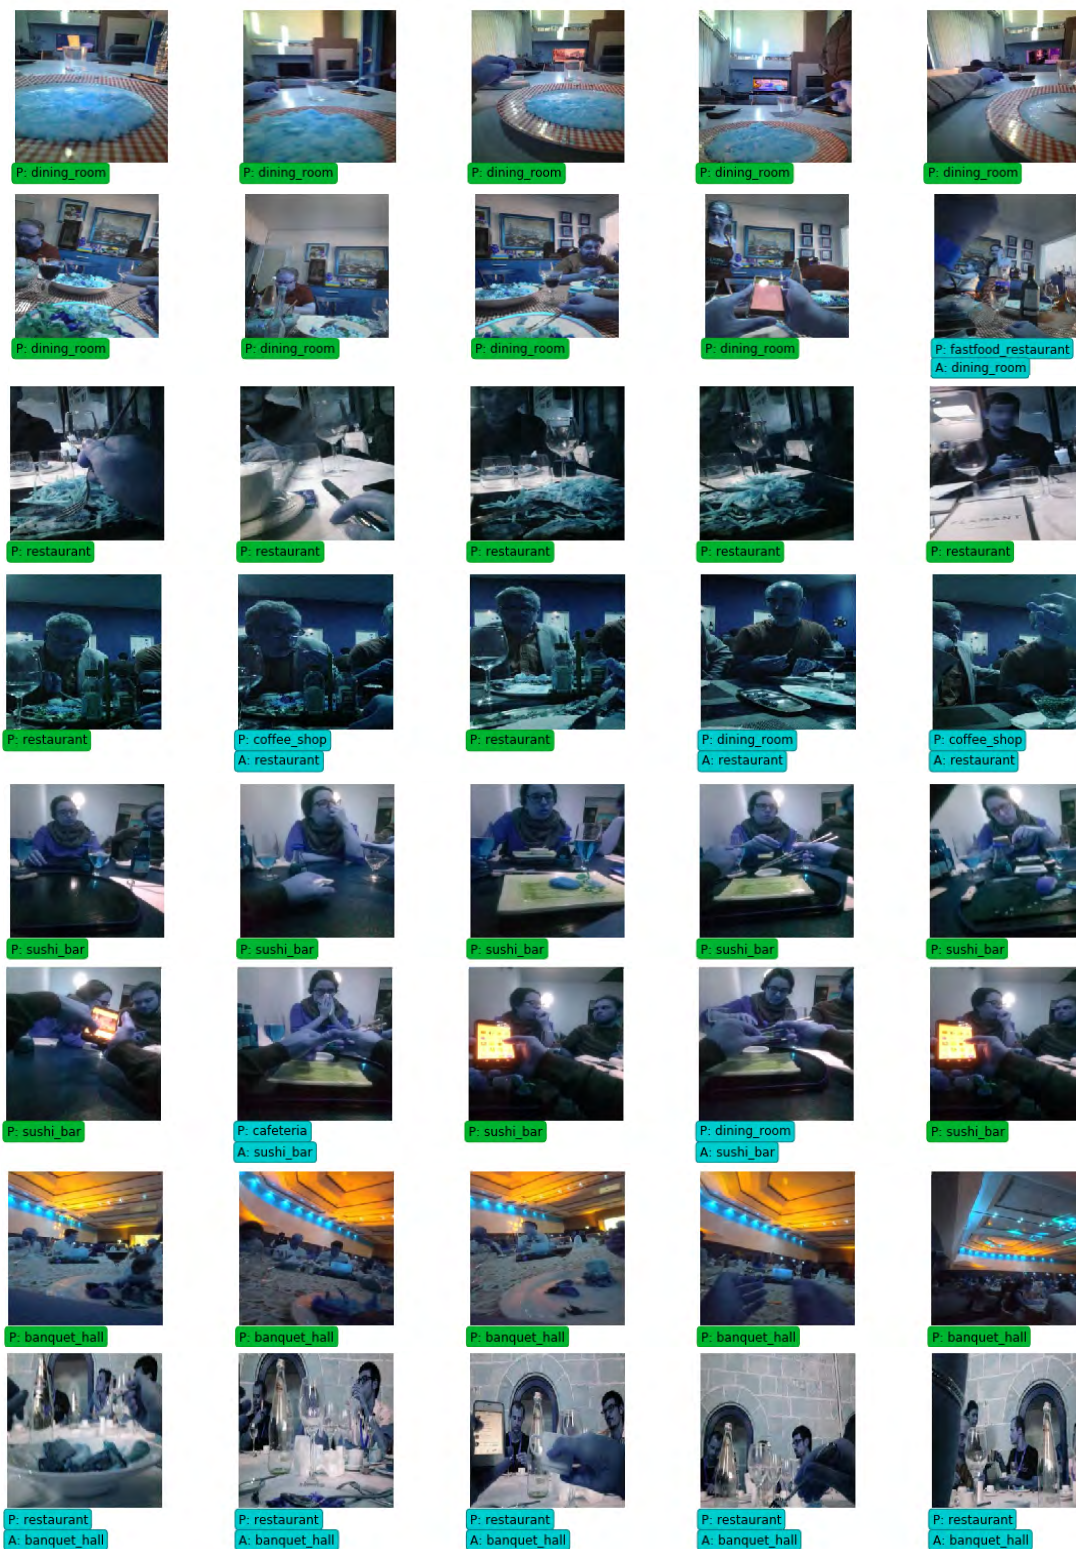 P: dining_room
P: dining_room
P: dining_room
P: dining_room
P: dining_room
P: dining_room
P: dining_room
P: dining_room
P: dining_room
P: fastfood_restaurant
A: dining_room
P: restaurant
P: restaurant
P: restaurant
P: restaurant
FLAMANT
P: restaurant
P: restaurant
P: coffee_shop
A: restaurant
P: restaurant
P: dining_room
A: restaurant
P: coffee_shop
A: restaurant
P: sushi_bar
P: sushi_bar
P: sushi_bar
P: sushi_bar
P: sushi_bar
P: sushi_bar
P: cafeteria
A: sushi_bar
P: sushi_bar
P: dining_room
A: sushi_bar
P: sushi_bar
P: banquet_hall
P: banquet_hall
P: banquet_hall
P: banquet_hall
P: banquet_hall
P: restaurant
A: banquet_hall
P: restaurant
A: banquet_hall
P: restaurant
A: banquet_hall
P: restaurant
A: banquet_hall
P: restaurant
A: banquet_hall